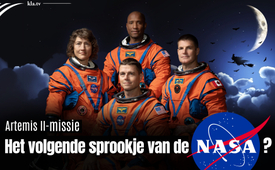 kla.tv
Artemis II-missie
Het volgende sprookje van de NASA ?